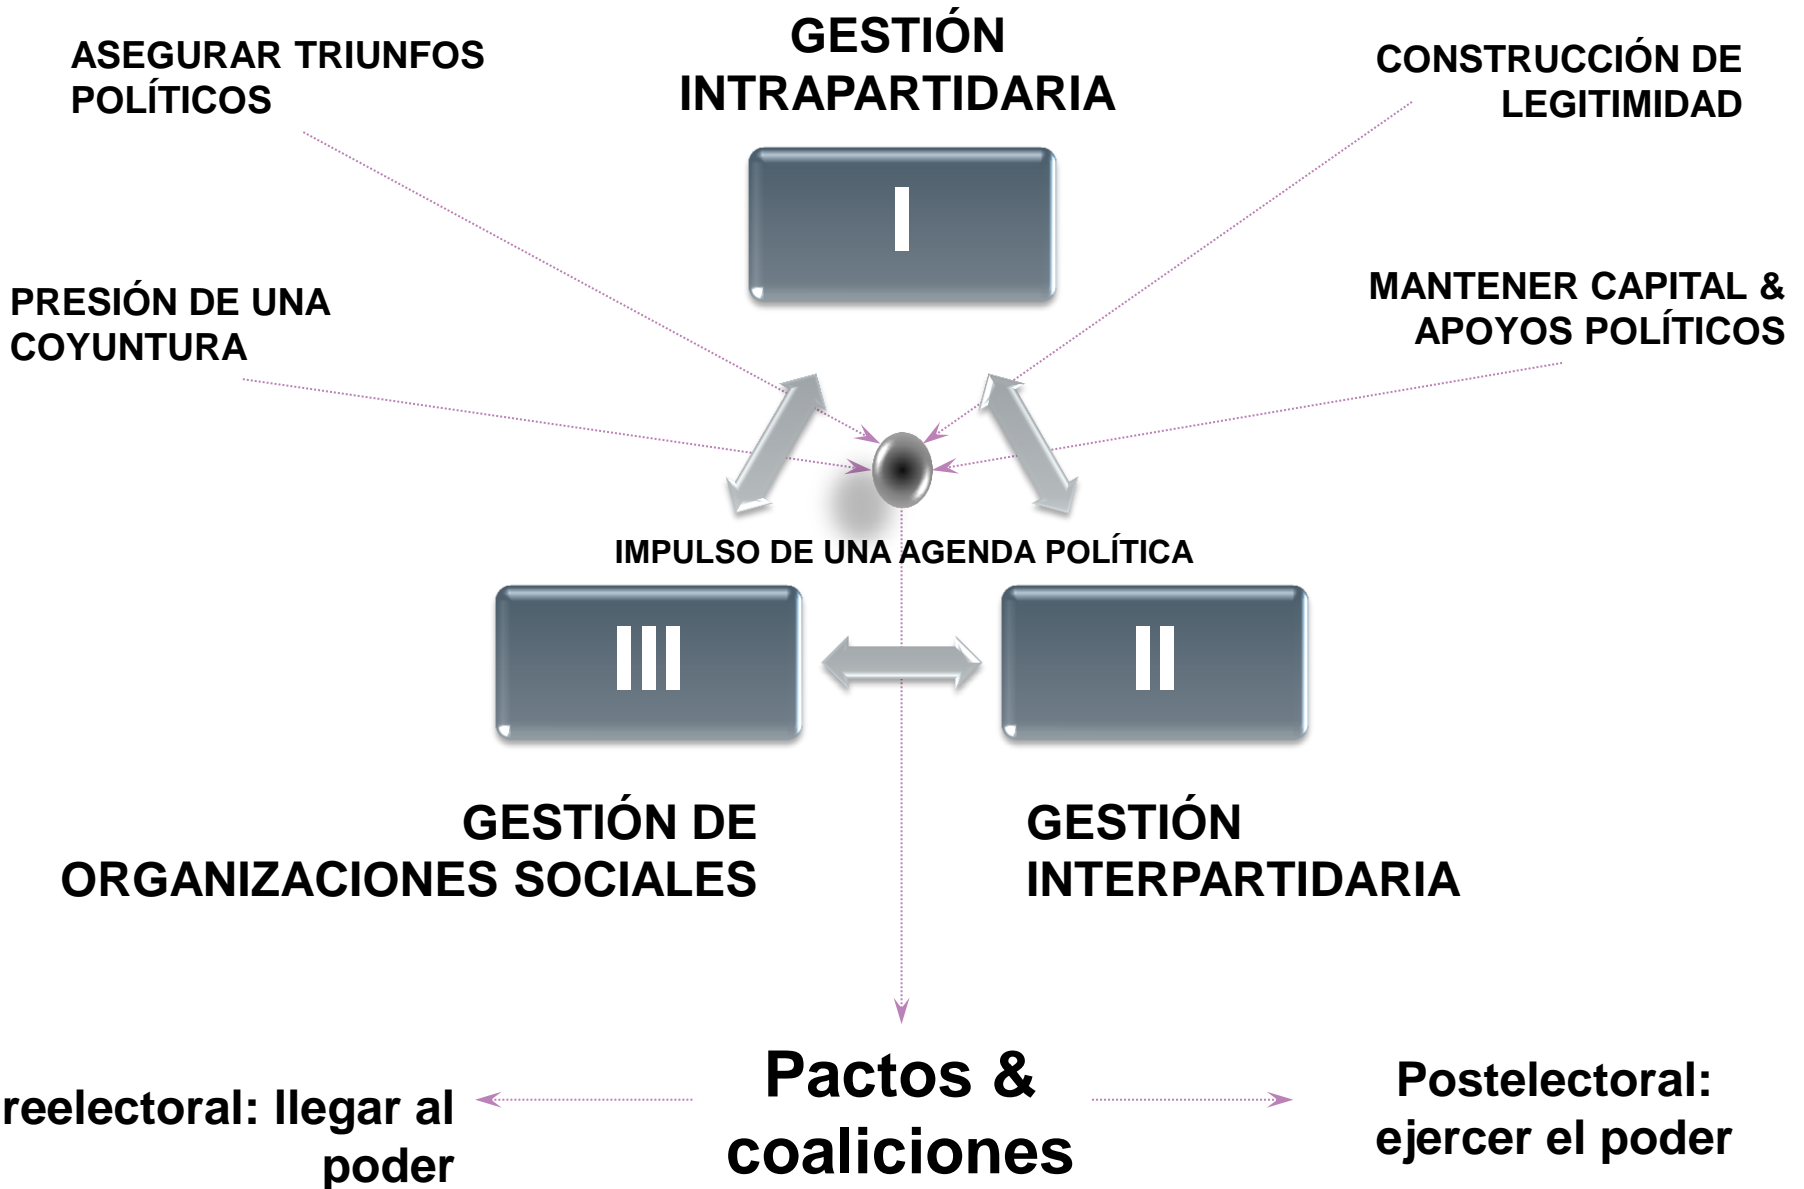 GESTIÓN
INTRAPARTIDARIA
ASEGURAR TRIUNFOS
POLÍTICOS
CONSTRUCCIÓN DE
LEGITIMIDAD
I
PRESIÓN DE UNA
COYUNTURA
MANTENER CAPITAL &
APOYOS POLÍTICOS
IMPULSO DE UNA AGENDA POLÍTICA
III
II
GESTIÓN DE
ORGANIZACIONES SOCIALES
GESTIÓN
INTERPARTIDARIA
Pactos &
coaliciones
reelectoral: llegar al
poder
Postelectoral:
ejercer el poder